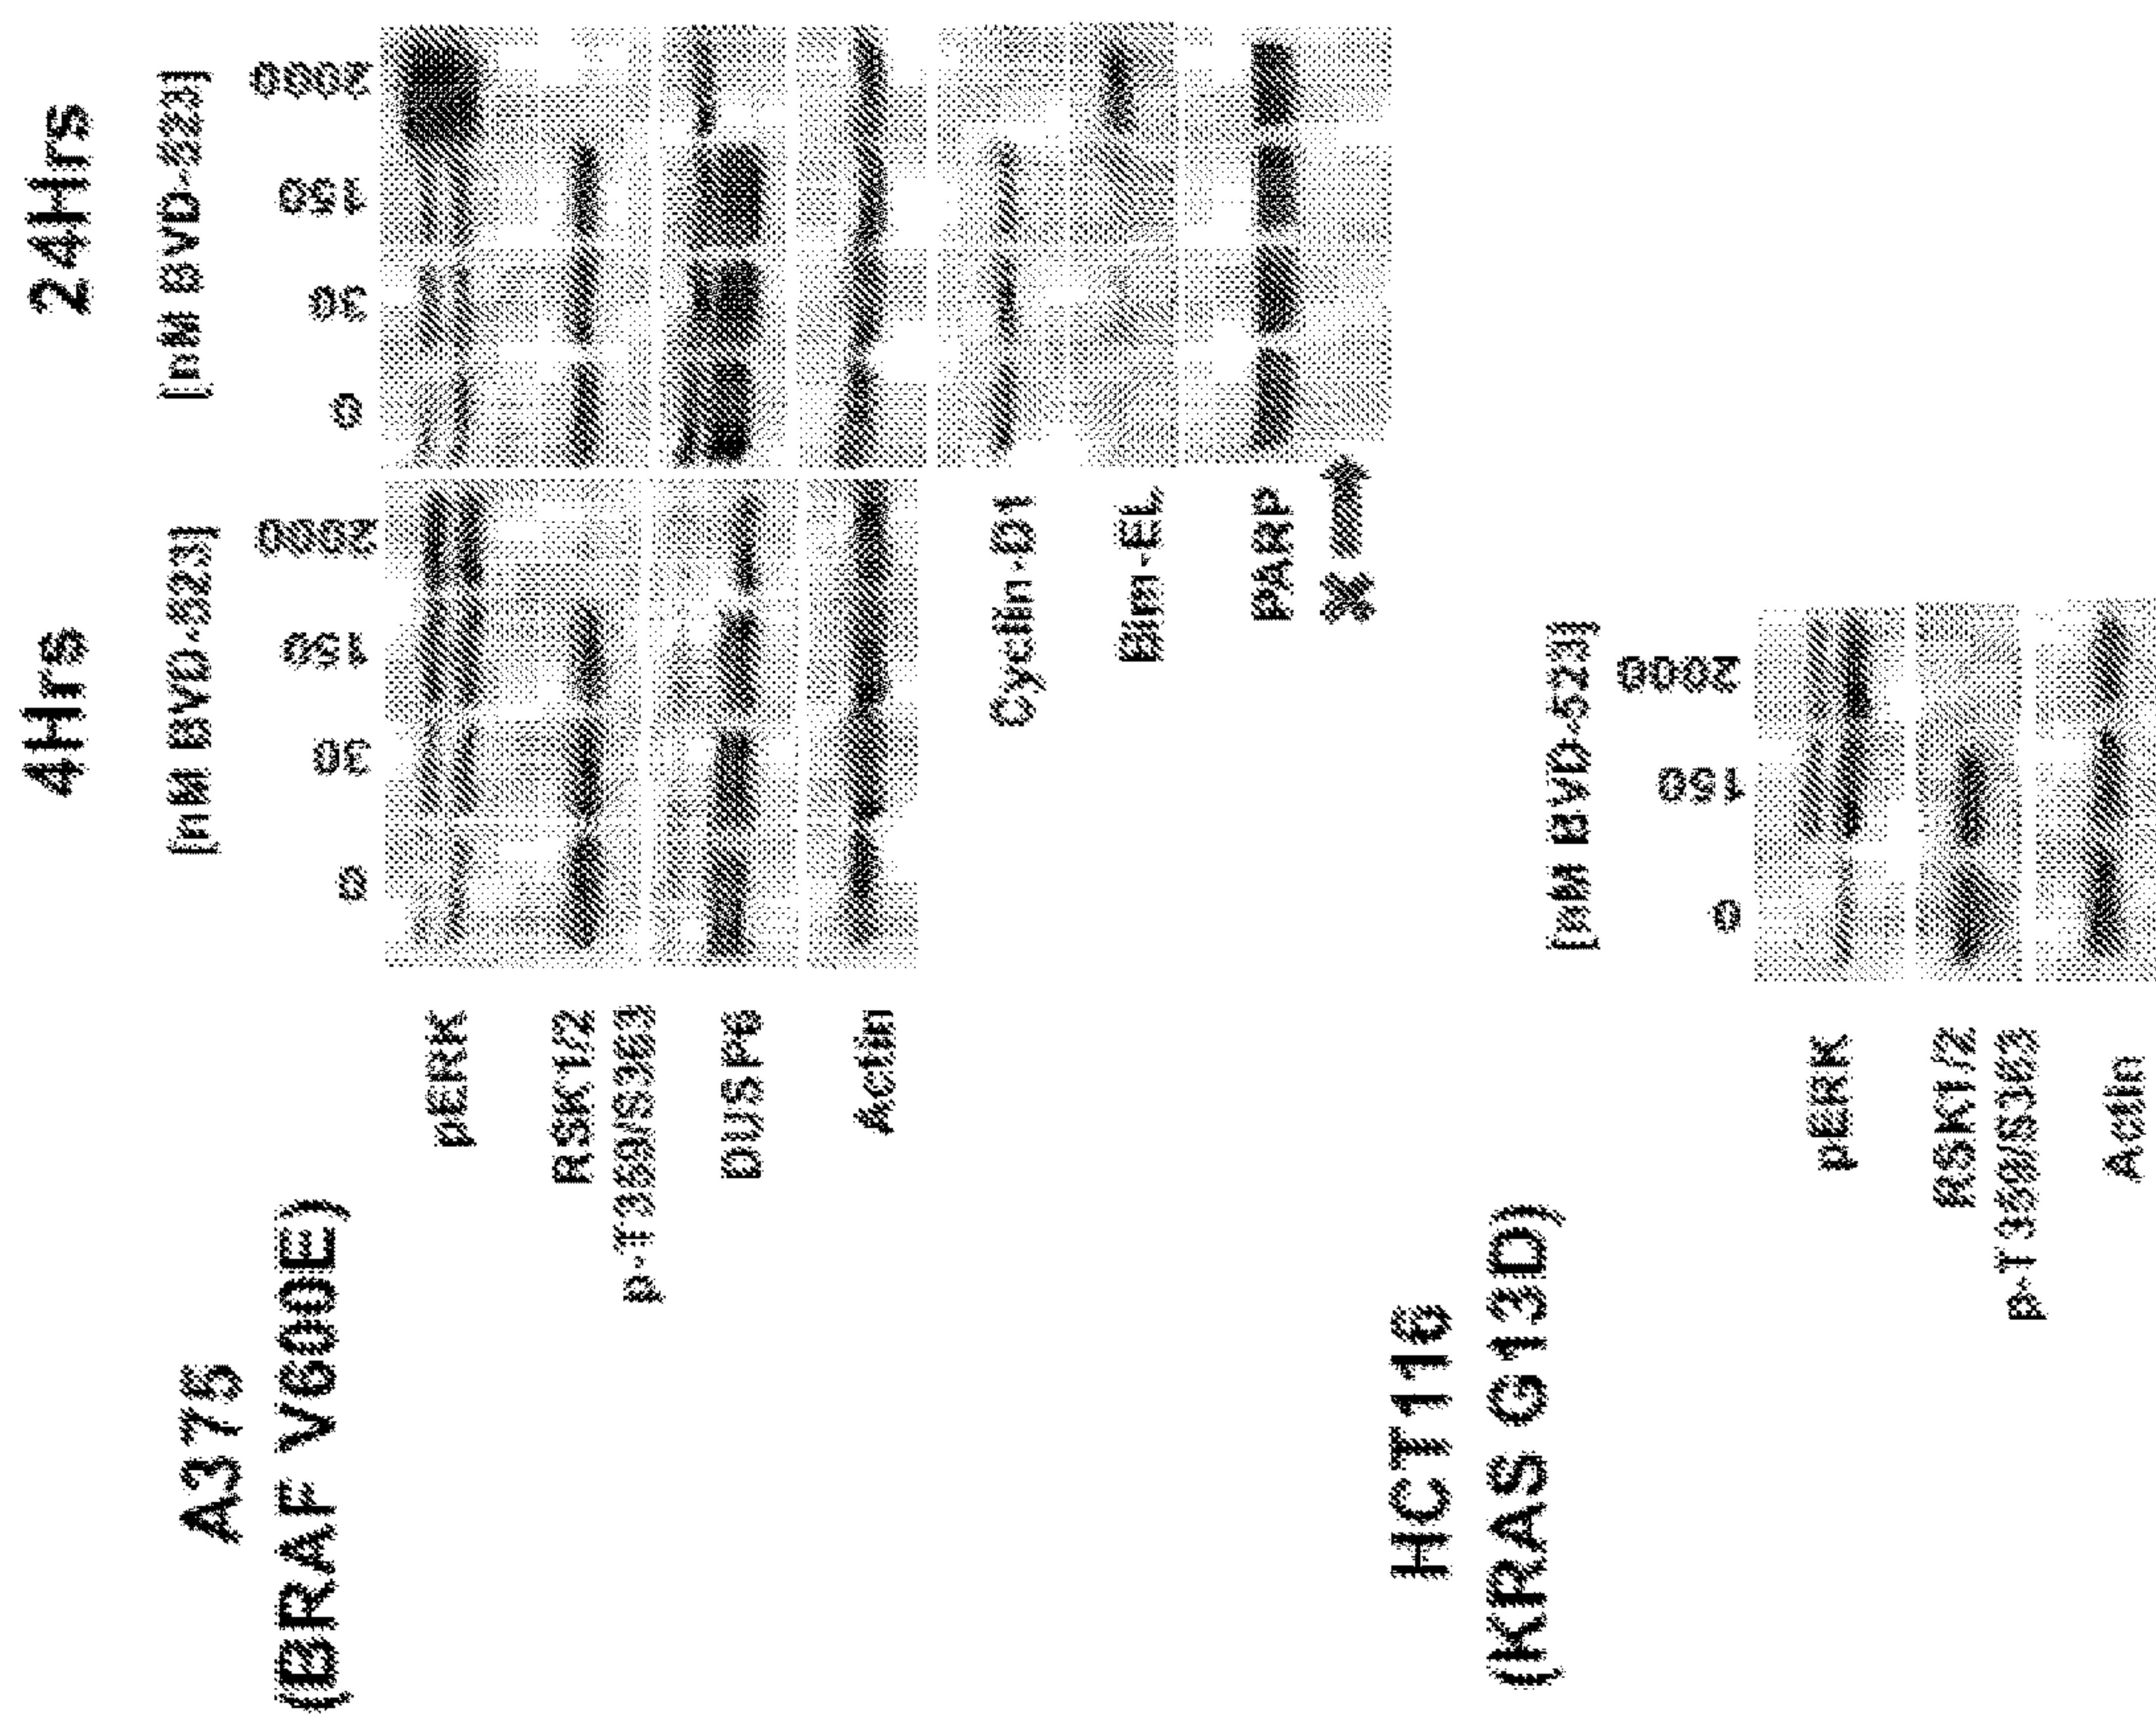 4Hrs
24Hrs
[nM BVD-523]
[nM BVD-523]
0
30
150
2000
0
30
150
2000
A375
(BRAF V600E)
pERK
RSK1/2
p-T359/S363
DUSP6
Actin
Cyclin-D1
Bim-EL
PARP
X
HCT116
(KRAS G13D)
[nM BVD-523]
0
150
2000
pERK
RSK1/2
p-T359/S363
Actin